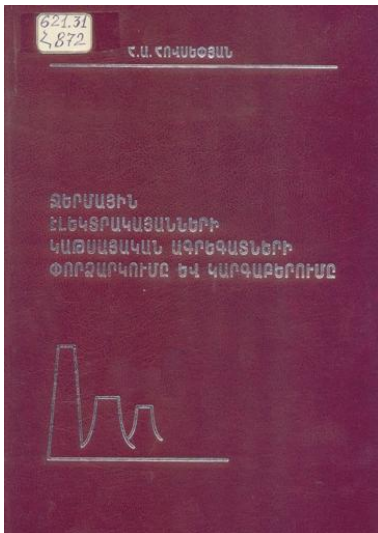 621.31
Հ872
Հ.Ա. ՀՈՎՍԵՓՅԱՆ
ՋԵՐՄԱՅԻՆ
ԷԼԵԿՏՐԱԿԱՅԱՆՆԵՐԻ
ԿԱԹՍԱՅԱԿԱՆ ԱԳՐԵԳԱՏՆԵՐԻ
ՓՈՐՁԱՐԿՈՒՄԸ ԵՎ ԿԱՐԳԱԲԵՐՈՒՄԸ